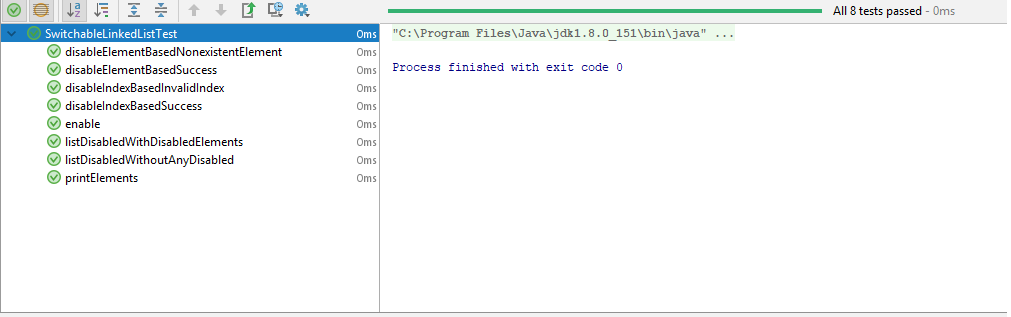 All 8 tests passed - 0ms
SwitchableLinkedListTest 0ms
disableElementBasedNonexistentElement 0ms
disableElementBasedSuccess 0ms
disableIndexBasedInvalidIndex 0ms
disableIndexBasedSuccess 0ms
enable 0ms
listDisabledWithDisabledElements 0ms
listDisabledWithoutAnyDisabled 0ms
printElements 0ms
"C:\Program Files\Java\jdk1.8.0_151\bin\java" ...
Process finished with exit code 0